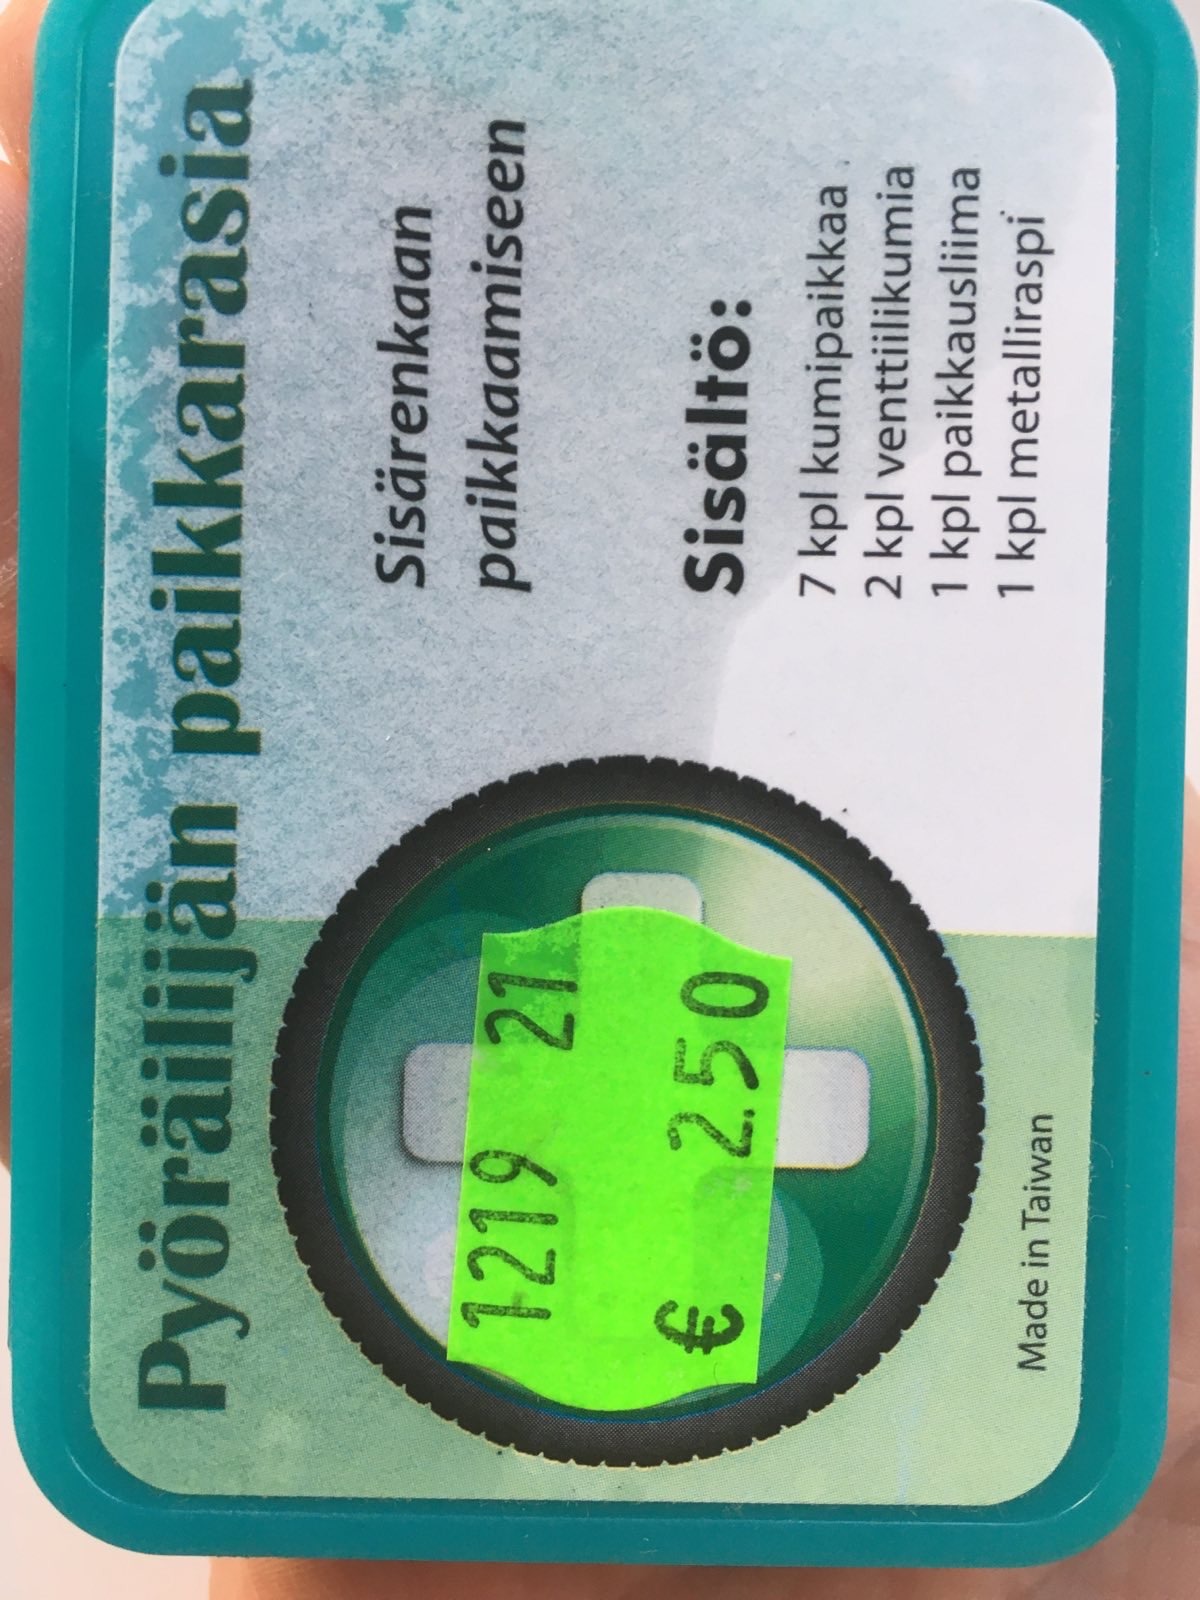 Pyöräilijän paikkarasia
Sisärenkaan
paikkaamiseen
Sisältö:
7 kpl kumipaikkaa
2 kpl venttiilikumia
1 kpl paikkausliima
1 kpl metalliraspi
1219 21
€ 2.50
Made in Taiwan